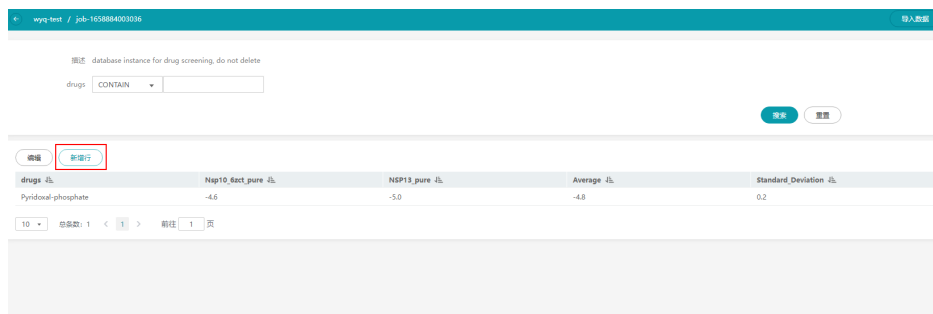 ← wyq-test / job-1658884003036 导入数据
描述 database instance for drug screening, do not delete
drugs CONTAIN
搜索 重置
编辑 新增行
drugs Nsp10_6zct_pure NSP13_pure Average Standard_Deviation
Pyridoxal-phosphate -4.6 -5.0 -4.8 0.2
10 总条数: 1 < 1 > 前往 1 页